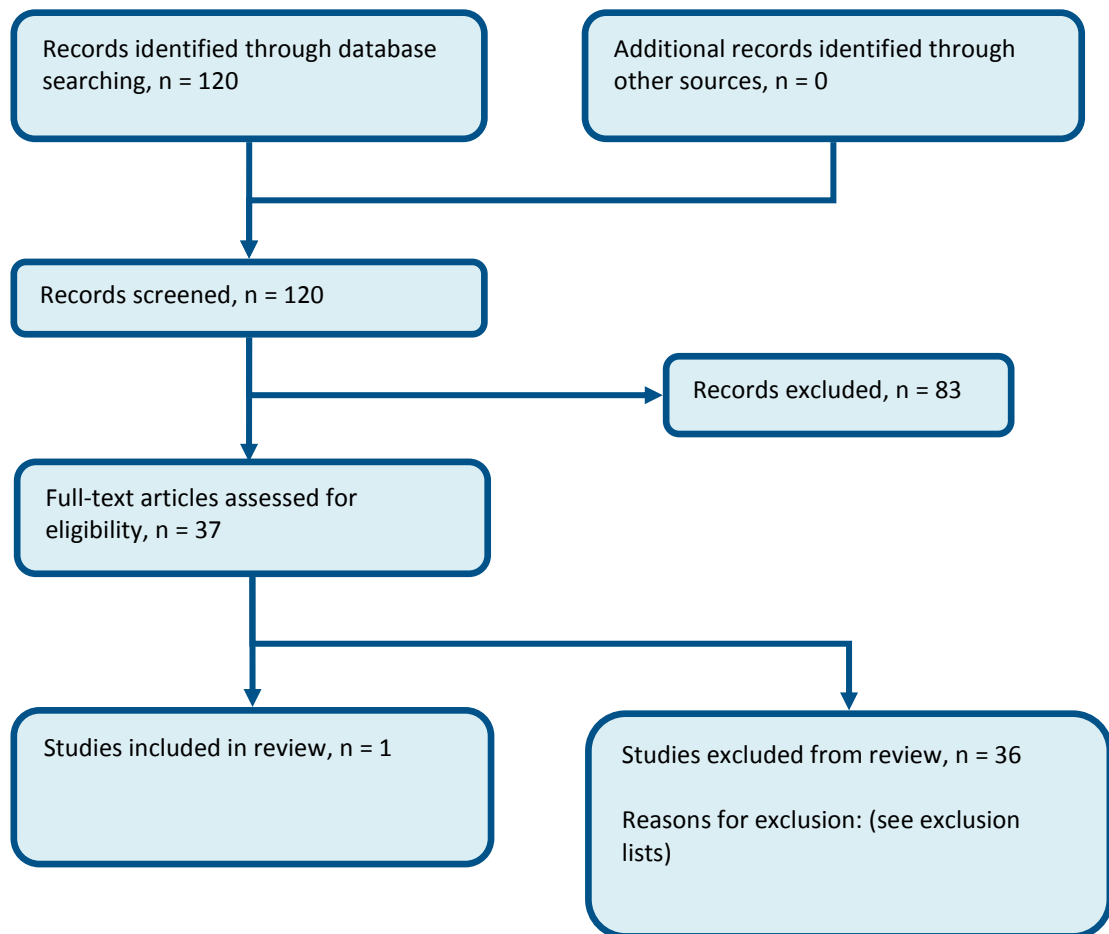 Records identified through database
searching, n = 120
Additional records identified through
other sources, n = 0
Records screened, n = 120
Records excluded, n = 83
Full-text articles assessed for
eligibility, n = 37
Studies included in review, n = 1
Studies excluded from review, n = 36
Reasons for exclusion: (see exclusion
lists)